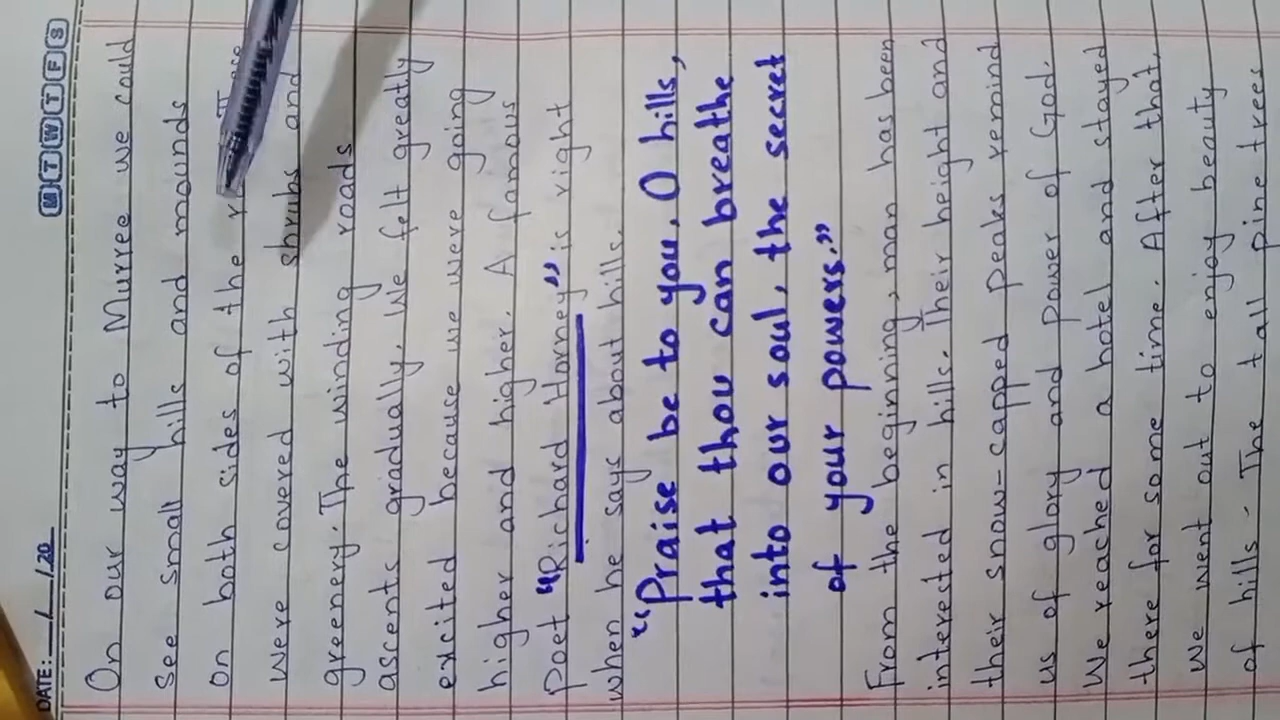 DATE: __/__/20__ M T W T F S
On our way to Murree we could
See small hills and mounds
on both sides of the
were covered with shrubs and
greenery. The winding roads
ascents gradually. We felt greatly
excited because we were going
higher and higher. A famous
poet "Richard Horney" is right
when he says about hills.
"Praise be to you, O hills,
that thou can breathe
into our soul, the secret
of your powers."
From the beginning, man has been
interested in hills. Their height and
their snow-capped peaks remind
us of glory and power of God.
We reached a hotel and stayed
there for some time. After that,
we went out to enjoy beauty
of hills - The tall pine trees